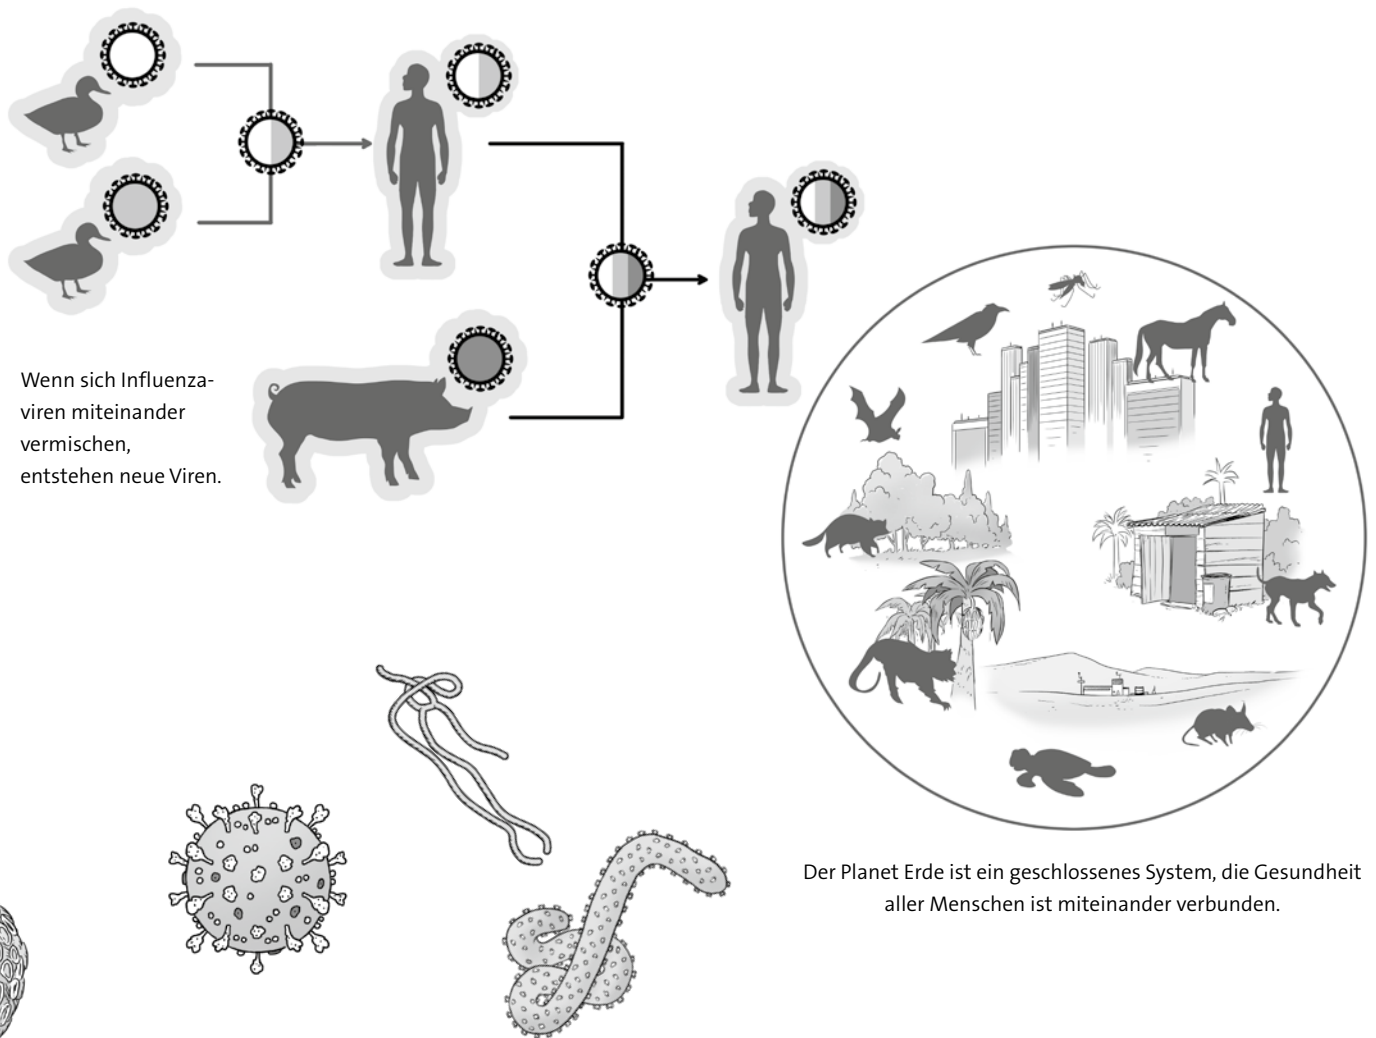 Wenn sich Influenza-
viren miteinander
vermischen,
entstehen neue Viren.
Der Planet Erde ist ein geschlossenes System, die Gesundheit
aller Menschen ist miteinander verbunden.